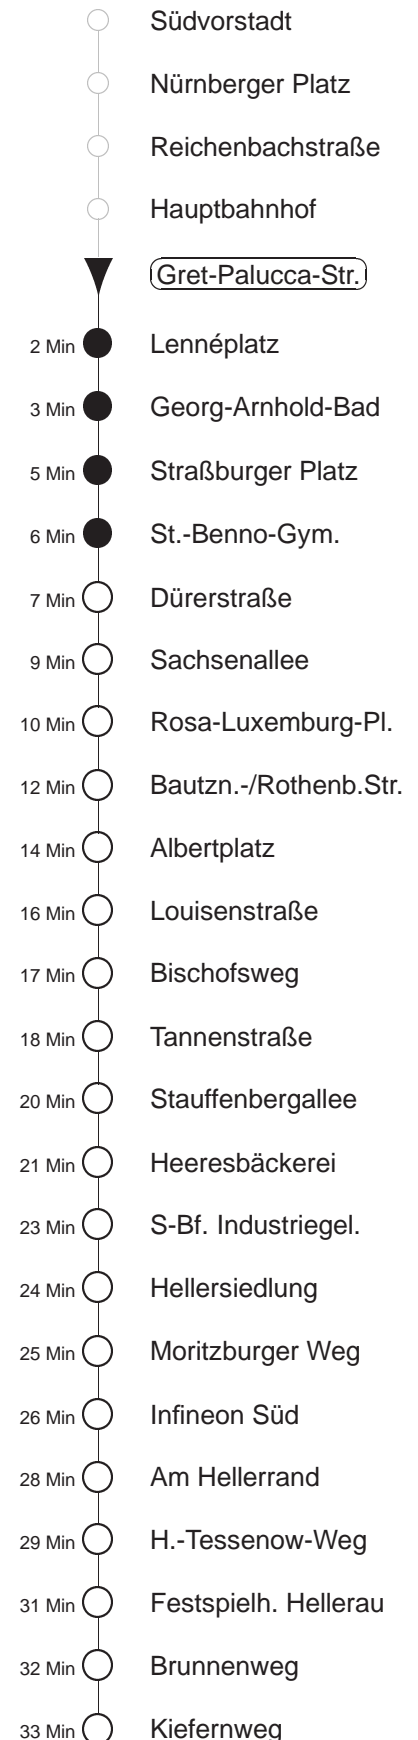 Südvorstadt
Nürnberger Platz
Reichenbachstraße
Hauptbahnhof
Gret-Palucca-Str.
2 Min Lennéplatz
3 Min Georg-Arnhold-Bad
5 Min Straßburger Platz
6 Min St.-Benno-Gym.
7 Min Dürerstraße
9 Min Sachsenallee
10 Min Rosa-Luxemburg-Pl.
12 Min Bautzn.-/Rothenb.Str.
14 Min Albertplatz
16 Min Louisenstraße
17 Min Bischofsweg
18 Min Tannenstraße
20 Min Stauffenbergallee
21 Min Heeresbäckerei
23 Min S-Bf. Industriegel.
24 Min Hellersiedlung
25 Min Moritzburger Weg
26 Min Infineon Süd
28 Min Am Hellerrand
29 Min H.-Tessenow-Weg
31 Min Festspielh. Hellerau
32 Min Brunnenweg
33 Min Kiefernweg